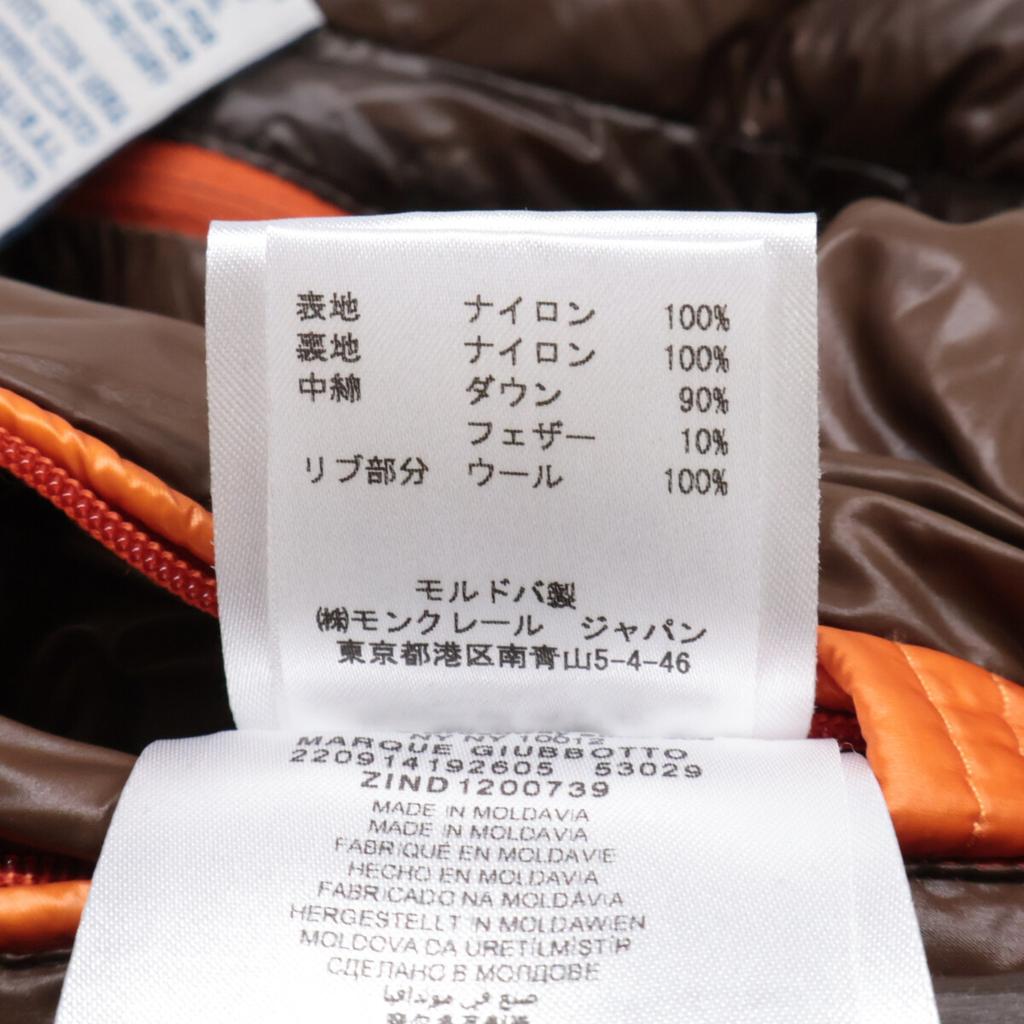 表地 ナイロン 100%
裏地 ナイロン 100%
中綿 ダウン 90%
フェザー 10%
リブ部分 ウール 100%
モルドバ製
㈱モンクレール ジャパン
東京都港区南青山5-4-46
NY NY 10012
MARQUE GIUBBOTTO
220914192605 53029
ZIND1200739
MADE IN MOLDAVIA
MADE IN MOLDAVIA
FABRIQUÉ EN MOLDAVIE
HECHO EN MOLDAVIA
FABRICADO NA MOLDÁVIA
HERGESTELLT IN MOLDAWIEN
MOLDOVA DA ÜRETİLMİŞTİR
СДЕЛАНО В МОЛДОВЕ
صنع في مولدافيا